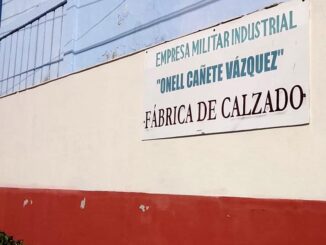 EMPRESA MILITAR INDUSTRIAL
"ONELL CAÑETE VÁZQUEZ"
FÁBRICA DE CALZADO